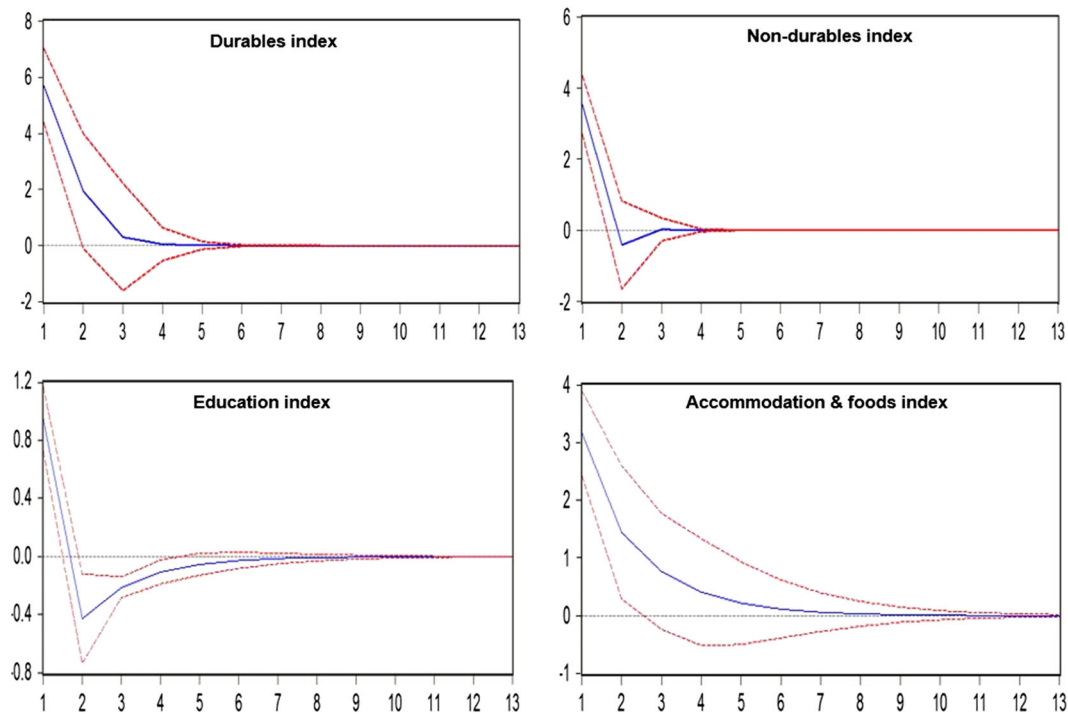 Durables index
8
6
4
2
0
-2
1 2 3 4 5 6 7 8 9 10 11 12 13
Non-durables index
6
4
2
0
-2
1 2 3 4 5 6 7 8 9 10 11 12 13
Education index
1.2
0.8
0.4
0.0
-0.4
-0.8
1 2 3 4 5 6 7 8 9 10 11 12 13
Accommodation & foods index
4
3
2
1
0
-1
1 2 3 4 5 6 7 8 9 10 11 12 13